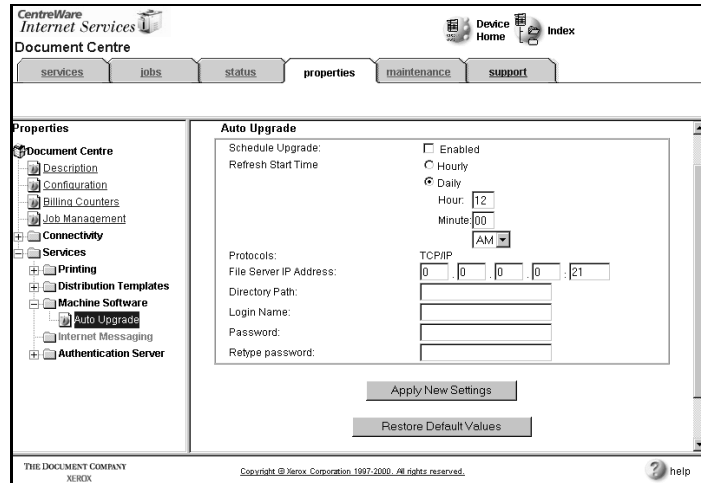 CentreWare
Internet Services
Document Centre
Device Home
Index
services
jobs
status
properties
maintenance
support
Properties
Document Centre
Description
Configuration
Billing Counters
Job Management
Connectivity
Services
Printing
Distribution Templates
Machine Software
Auto Upgrade
Internet Messaging
Authentication Server
Auto Upgrade
Schedule Upgrade: Enabled
Refresh Start Time Hourly
Daily
Hour: 12
Minute: 00
AM
Protocols: TCP/IP
File Server IP Address: 0 . 0 . 0 . 0 : 21
Directory Path:
Login Name:
Password:
Retype password:
Apply New Settings
Restore Default Values
THE DOCUMENT COMPANY
XEROX
Copyright © Xerox Corporation 1997-2000. All rights reserved.
? help